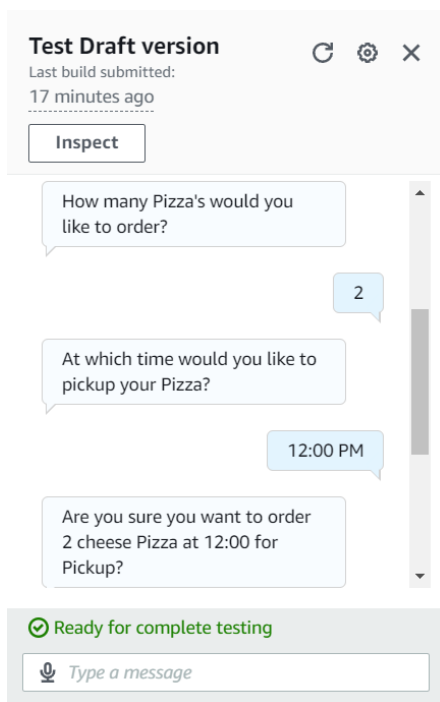 Test Draft version
Last build submitted:
17 minutes ago
Inspect
How many Pizza's would you
like to order?
2
At which time would you like to
pickup your Pizza?
12:00 PM
Are you sure you want to order
2 cheese Pizza at 12:00 for
Pickup?
Ready for complete testing
Type a message